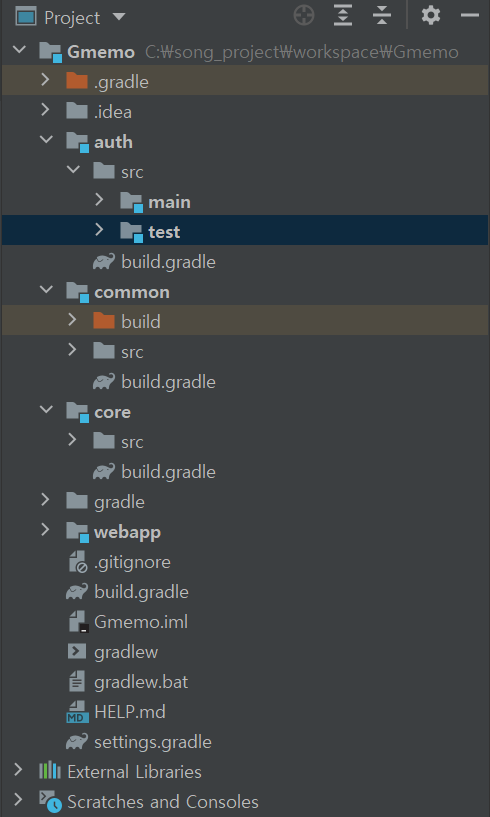 Project
Gmemo C:₩song_project₩workspace₩Gmemo
.gradle
.idea
auth
src
main
test
build.gradle
common
build
src
build.gradle
core
src
build.gradle
gradle
webapp
.gitignore
build.gradle
Gmemo.iml
gradlew
gradlew.bat
MD HELP.md
settings.gradle
External Libraries
Scratches and Consoles